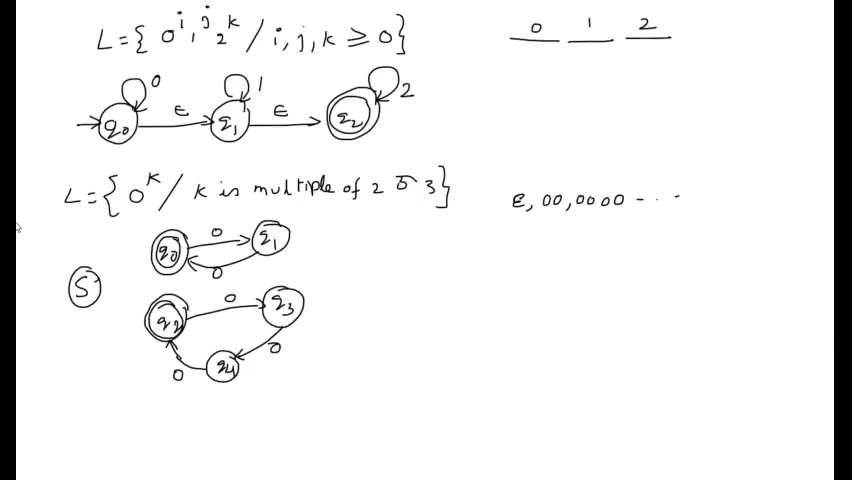 L = { 0^i 1^j 2^k / i, j, k ≥ 0 }
0 1 2
0 1 2
ε ε
q0 q1 q2
L = { 0^k / k is multiple of 2 or 3 }
ε, 00, 0000 - - - -
q0 0 q1
0
S
q2 0 q3
0
0 q4